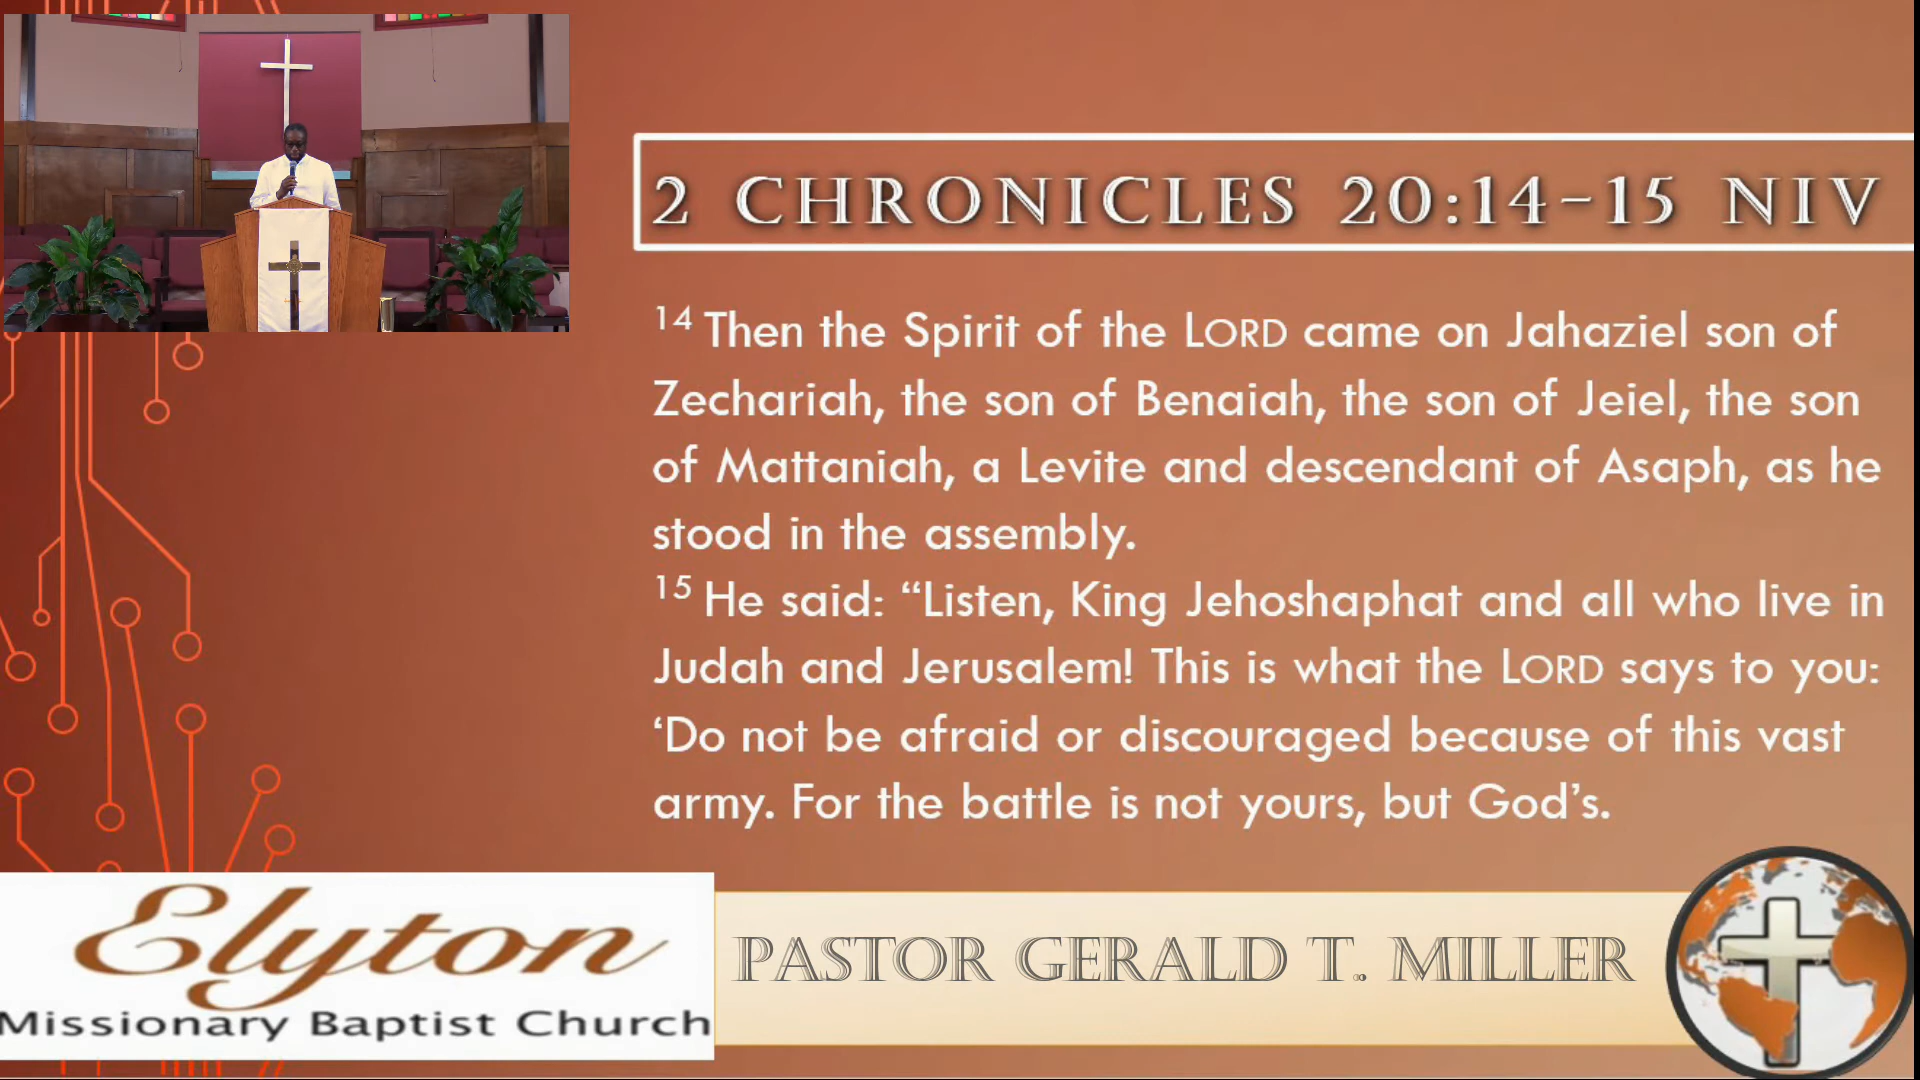 2 CHRONICLES 20:14-15 NIV
14 Then the Spirit of the LORD came on Jahaziel son of
Zechariah, the son of Benaiah, the son of Jeiel, the son
of Mattaniah, a Levite and descendant of Asaph, as he
stood in the assembly.
15 He said: “Listen, King Jehoshaphat and all who live in
Judah and Jerusalem! This is what the LORD says to you:
‘Do not be afraid or discouraged because of this vast
army. For the battle is not yours, but God’s.
Elyton
Missionary Baptist Church
PASTOR GERALD T. MILLER